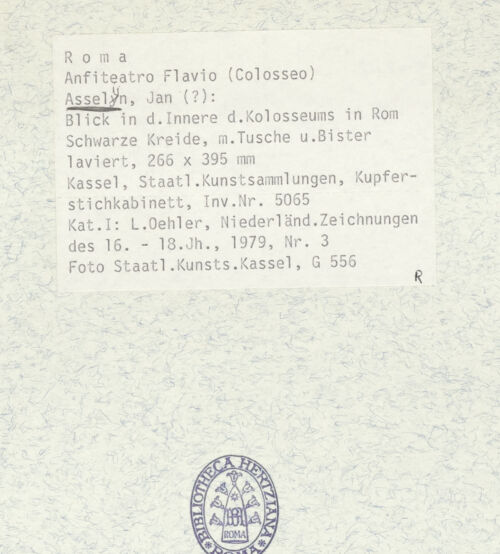 R o m a
Anfiteatro Flavio (Colosseo)
Asselyn, Jan (?):
Blick in d.Innere d.Kolosseums in Rom
Schwarze Kreide, m.Tusche u.Bister
laviert, 266 x 395 mm
Kassel, Staatl.Kunstsammlungen, Kupfer-
stichkabinett, Inv.Nr. 5065
Kat.I: L.Oehler, Niederländ.Zeichnungen
des 16. - 18.Jh., 1979, Nr. 3
Foto Staatl.Kunsts.Kassel, G 556
R
BIBLIOTHECA HERTZIANA
ROMA
ROMA